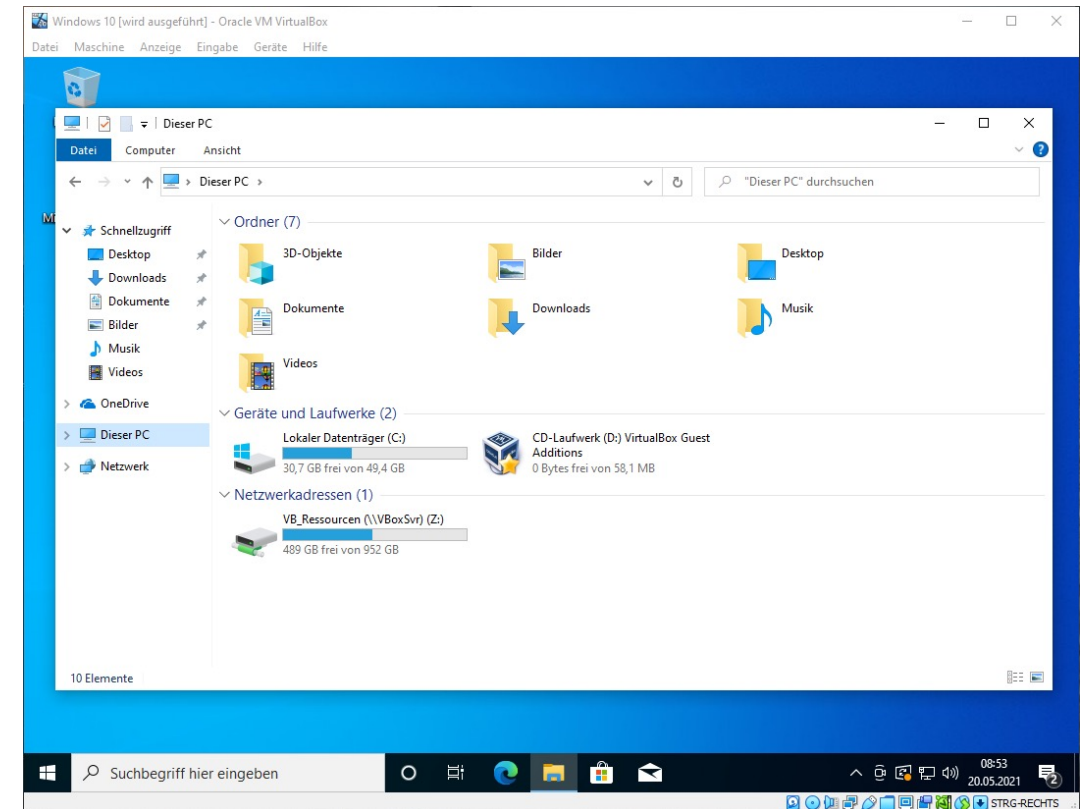 Windows 10 [wird ausgeführt] - Oracle VM VirtualBox
Datei Maschine Anzeige Eingabe Geräte Hilfe
Dieser PC
Datei Computer Ansicht
Dieser PC
"Dieser PC" durchsuchen
Mi
Schnellzugriff
Desktop
Downloads
Dokumente
Bilder
Musik
Videos
OneDrive
Dieser PC
Netzwerk
Ordner (7)
3D-Objekte
Bilder
Desktop
Dokumente
Downloads
Musik
Videos
Geräte und Laufwerke (2)
Lokaler Datenträger (C:)
30,7 GB frei von 49,4 GB
CD-Laufwerk (D:) VirtualBox Guest
Additions
0 Bytes frei von 58,1 MB
Netzwerkadressen (1)
VB_Ressourcen (\\VBoxSvr) (Z:)
489 GB frei von 952 GB
10 Elemente
Suchbegriff hier eingeben
08:53
20.05.2021
2
STRG-RECHTS